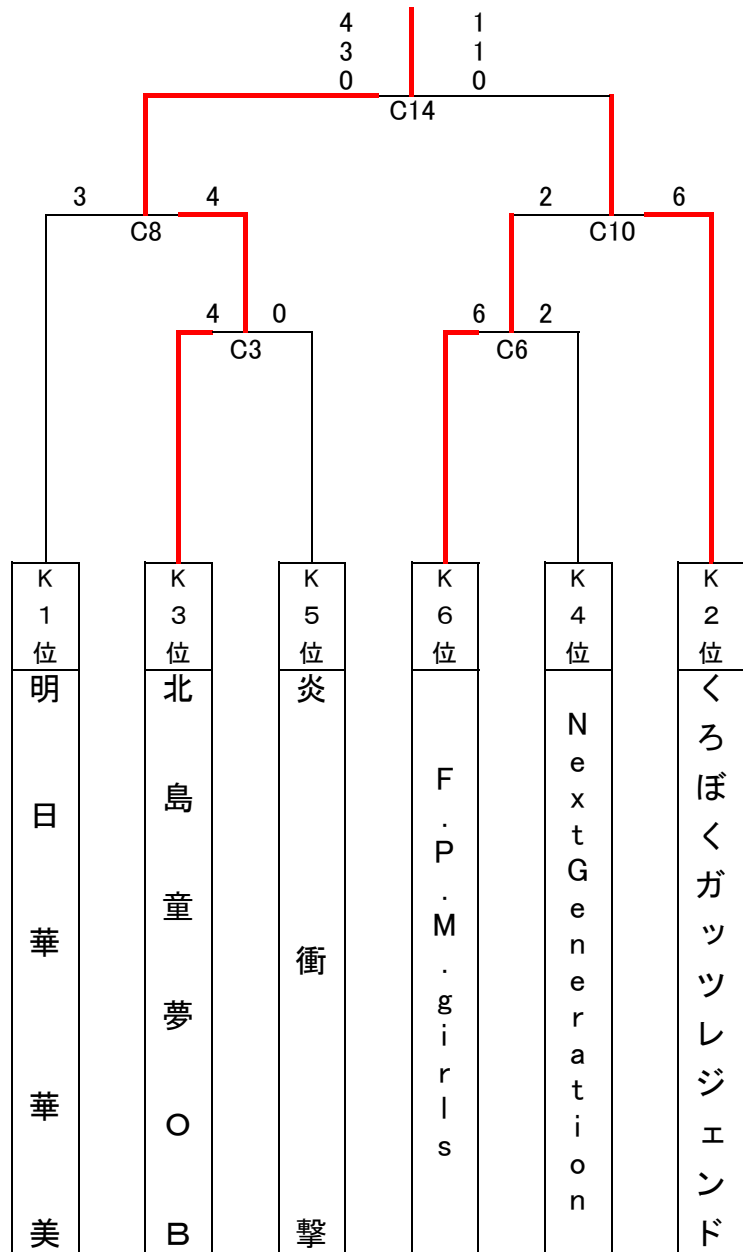 4 1
3 1
0 0
C14
3 4
C8
2 6
C10
4 0
C3
6 2
C6
K1位
K3位
K5位
K6位
K4位
K2位
明日華華美
北島童夢OB
炎衝撃
F.P.M.girls
NextGeneration
くろぼくガッツレジェンド